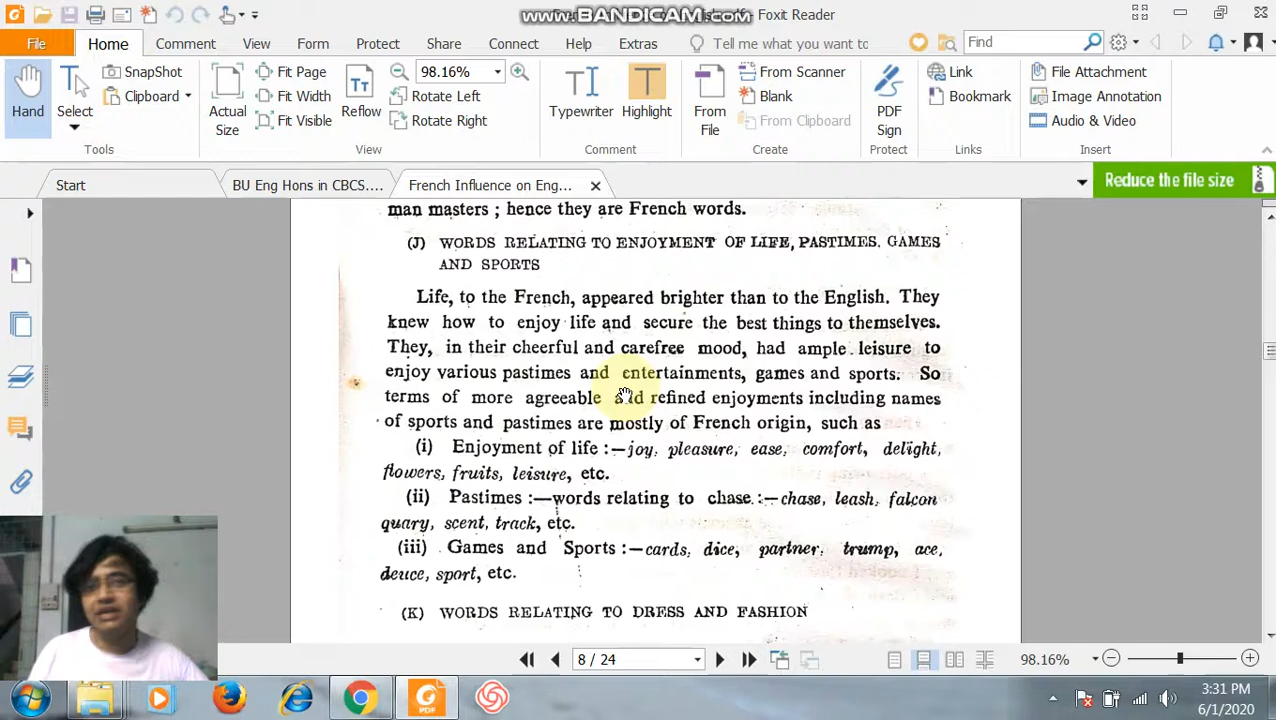 www.BANDICAM.com
Foxit Reader
File Home Comment View Form Protect Share Connect Help Extras Tell me what you want to Find
Hand Select SnapShot Clipboard Actual Size Fit Page Fit Width Fit Visible Reflow 98.16% Rotate Left Rotate Right Typewriter Highlight From File From Scanner Blank From Clipboard PDF Sign Link Bookmark File Attachment Image Annotation Audio & Video
Tools View Comment Create Protect Links Insert
Start BU Eng Hons in CBCS.... French Influence on Eng... Reduce the file size
man masters ; hence they are French words.
(J) WORDS RELATING TO ENJOYMENT OF LIFE, PASTIMES. GAMES
AND SPORTS
Life, to the French, appeared brighter than to the English. They
knew how to enjoy life and secure the best things to themselves.
They, in their cheerful and carefree mood, had ample leisure to
enjoy various pastimes and entertainments, games and sports. So
terms of more agreeable and refined enjoyments including names
of sports and pastimes are mostly of French origin, such as
(i) Enjoyment of life :—joy, pleasure, ease, comfort, delight,
flowers, fruits, leisure, etc.
(ii) Pastimes :—words relating to chase :—chase, leash, falcon
quary, scent, track, etc.
(iii) Games and Sports :—cards, dice, partner, trump, ace,
deuce, sport, etc.
(K) WORDS RELATING TO DRESS AND FASHION
8 / 24 98.16%
3:31 PM
6/1/2020